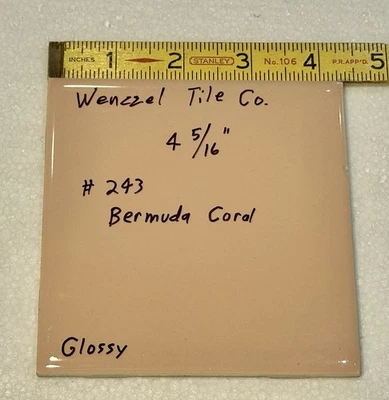 INCHES 1 2 STANLEY 3 No. 106 4 P.R. APP'D. 5
Wenczel Tile Co.
4 5/16"
# 243
Bermuda Coral
Glossy